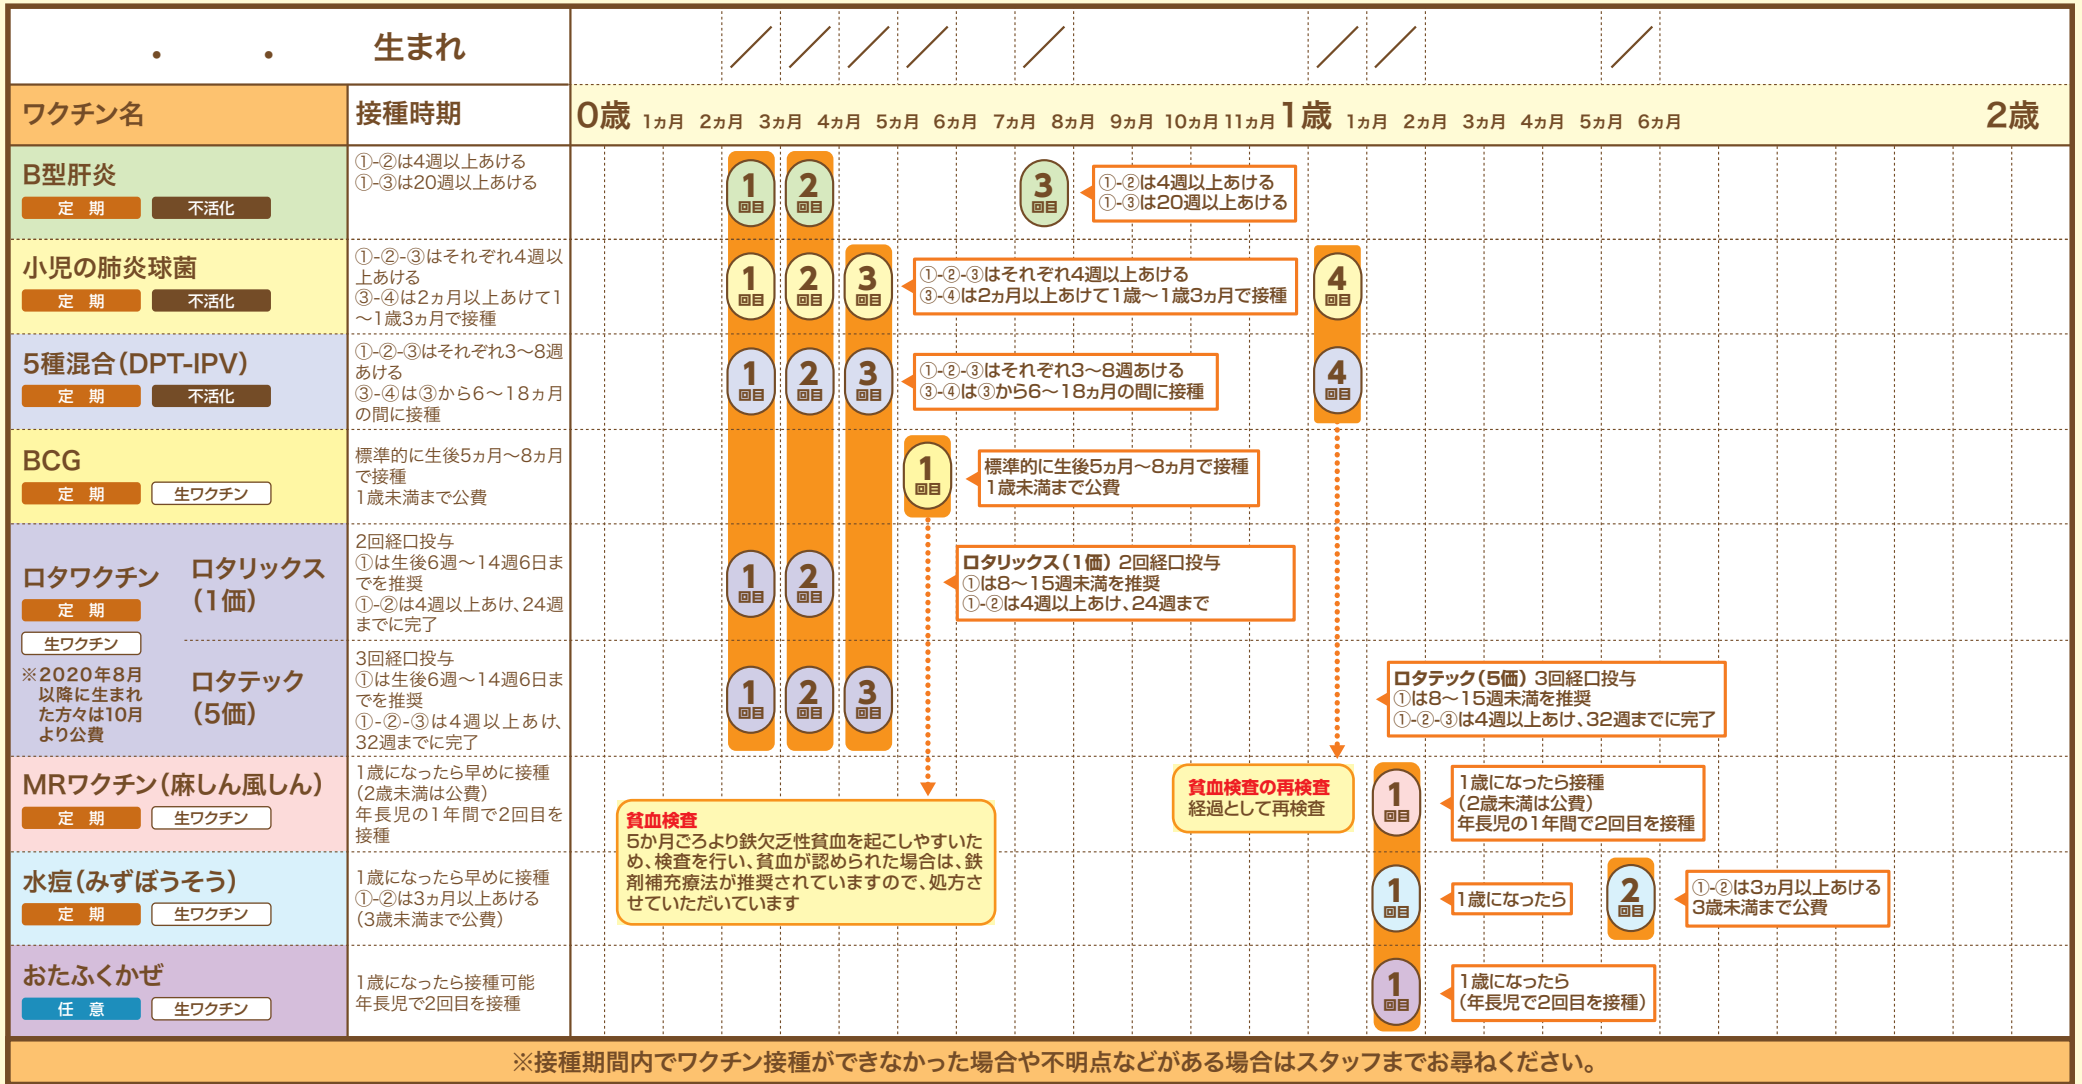 . . 生まれ ／ ／ ／ ／ ／ ／ ／ ／
ワクチン名 接種時期 0歳 1ヵ月 2ヵ月 3ヵ月 4ヵ月 5ヵ月 6ヵ月 7ヵ月 8ヵ月 9ヵ月 10ヵ月 11ヵ月 1歳 1ヵ月 2ヵ月 3ヵ月 4ヵ月 5ヵ月 6ヵ月 2歳
B型肝炎
定 期 不活化
①-②は4週以上あける
①-③は20週以上あける
1回目 2回目 3回目
①-②は4週以上あける
①-③は20週以上あける
小児の肺炎球菌
定 期 不活化
①-②-③はそれぞれ4週以
上あける
③-④は2ヵ月以上あけて1
〜1歳3ヵ月で接種
1回目 2回目 3回目
①-②-③はそれぞれ4週以上あける
③-④は2ヵ月以上あけて1歳〜1歳3ヵ月で接種
4回目
5種混合(DPT-IPV)
定 期 不活化
①-②-③はそれぞれ3〜8週
あける
③-④は③から6〜18ヵ月
の間に接種
1回目 2回目 3回目
①-②-③はそれぞれ3〜8週あける
③-④は③から6〜18ヵ月の間に接種
4回目
BCG
定 期 生ワクチン
標準的に生後5ヵ月〜8ヵ月
で接種
1歳未満まで公費
1回目
標準的に生後5ヵ月〜8ヵ月で接種
1歳未満まで公費
ロタワクチン
定 期
生ワクチン
※2020年8月
以降に生まれ
た方々は10月
より公費
ロタリックス
(1価)
2回経口投与
①は生後6週〜14週6日ま
でを推奨
①-②は4週以上あけ、24週
までに完了
1回目 2回目
ロタリックス(1価) 2回経口投与
①は8〜15週未満を推奨
①-②は4週以上あけ、24週まで
ロタテック
(5価)
3回経口投与
①は生後6週〜14週6日ま
でを推奨
①-②-③は4週以上あけ、
32週までに完了
1回目 2回目 3回目
ロタテック(5価) 3回経口投与
①は8〜15週未満を推奨
①-②-③は4週以上あけ、32週までに完了
MRワクチン(麻しん風しん)
定 期 生ワクチン
1歳になったら早めに接種
(2歳未満は公費)
年長児の1年間で2回目を
接種
貧血検査
5か月ごろより鉄欠乏性貧血を起こしやすいた
め、検査を行い、貧血が認められた場合は、鉄
剤補充療法が推奨されていますので、処方さ
せていただいています
貧血検査の再検査
経過として再検査
1回目
1歳になったら接種
(2歳未満は公費)
年長児の1年間で2回目を接種
水痘(みずぼうそう)
定 期 生ワクチン
1歳になったら早めに接種
①-②は3ヵ月以上あける
(3歳未満まで公費)
1回目
1歳になったら
2回目
①-②は3ヵ月以上あける
3歳未満まで公費
おたふくかぜ
任 意 生ワクチン
1歳になったら接種可能
年長児で2回目を接種
1回目
1歳になったら
(年長児で2回目を接種)
※接種期間内でワクチン接種ができなかった場合や不明点などがある場合はスタッフまでお尋ねください。